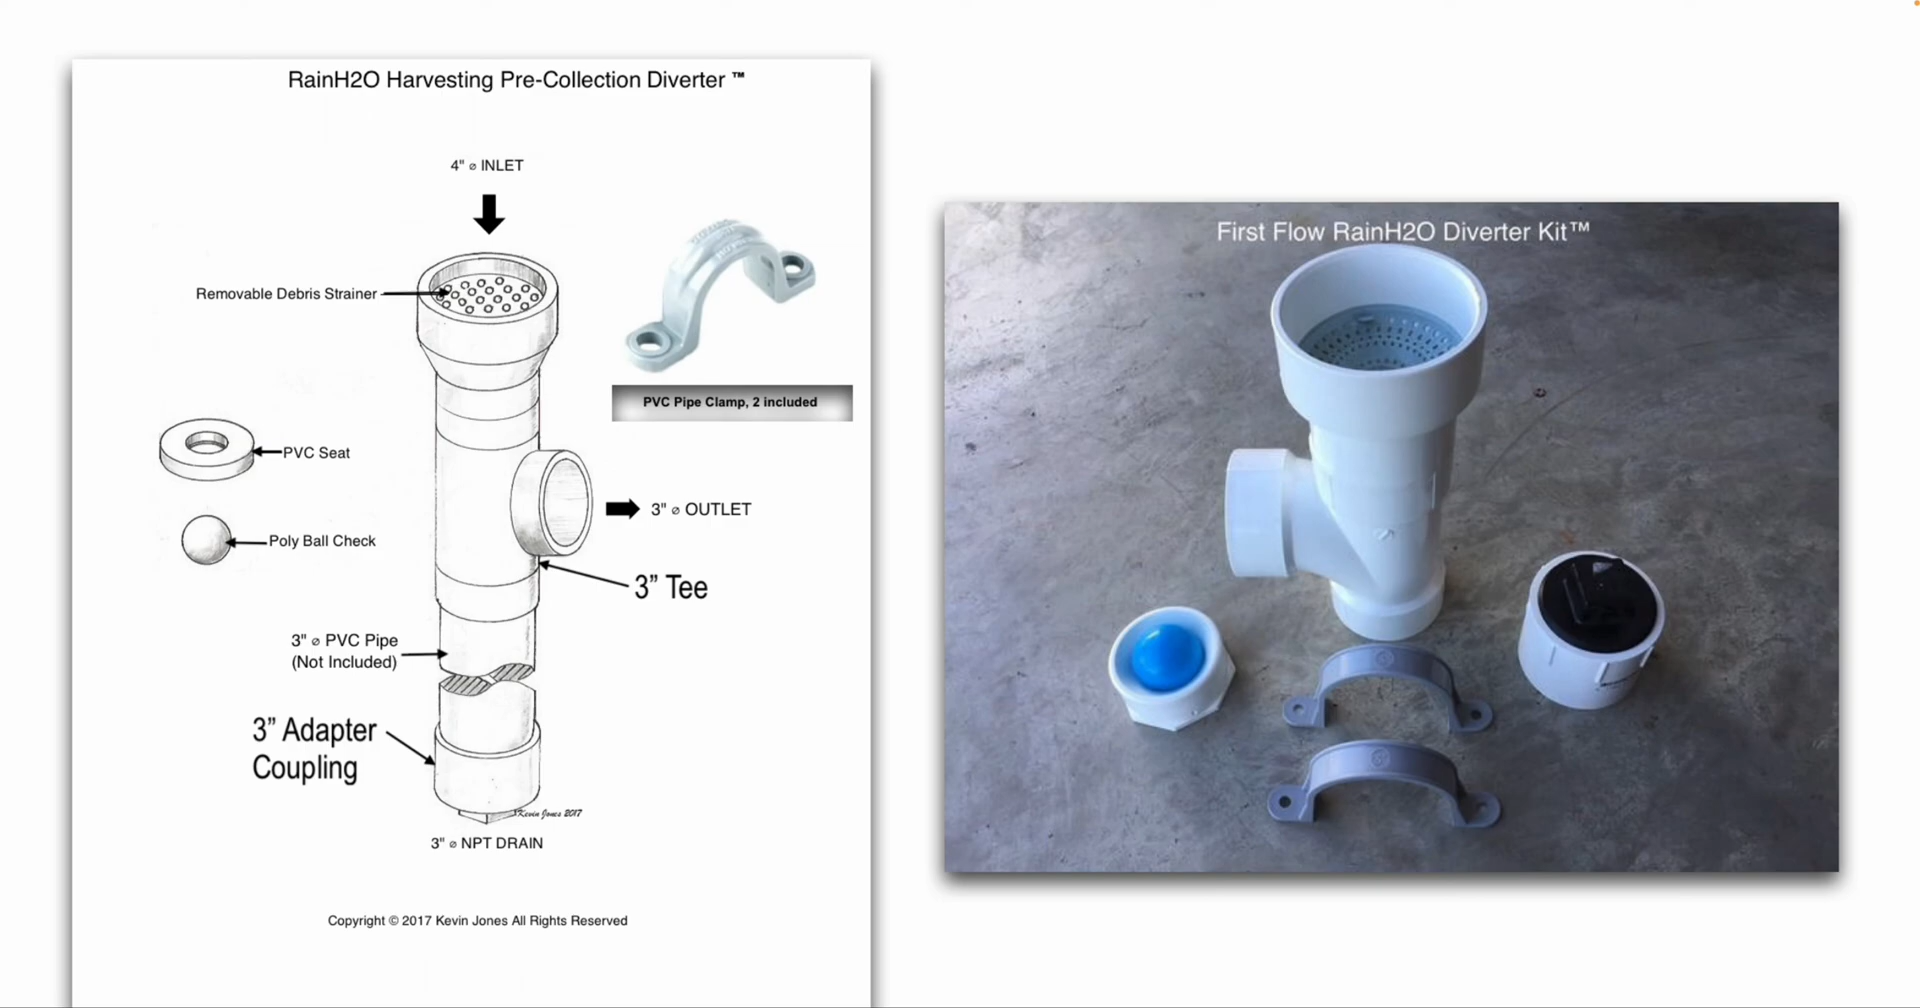 RainH2O Harvesting Pre-Collection Diverter ™
4" ⌀ INLET
Removable Debris Strainer
PVC Pipe Clamp, 2 included
PVC Seat
3" ⌀ OUTLET
Poly Ball Check
3” Tee
3" ⌀ PVC Pipe
(Not Included)
3” Adapter
Coupling
Kevin Jones 2017
3" ⌀ NPT DRAIN
Copyright © 2017 Kevin Jones All Rights Reserved
First Flow RainH2O Diverter Kit™